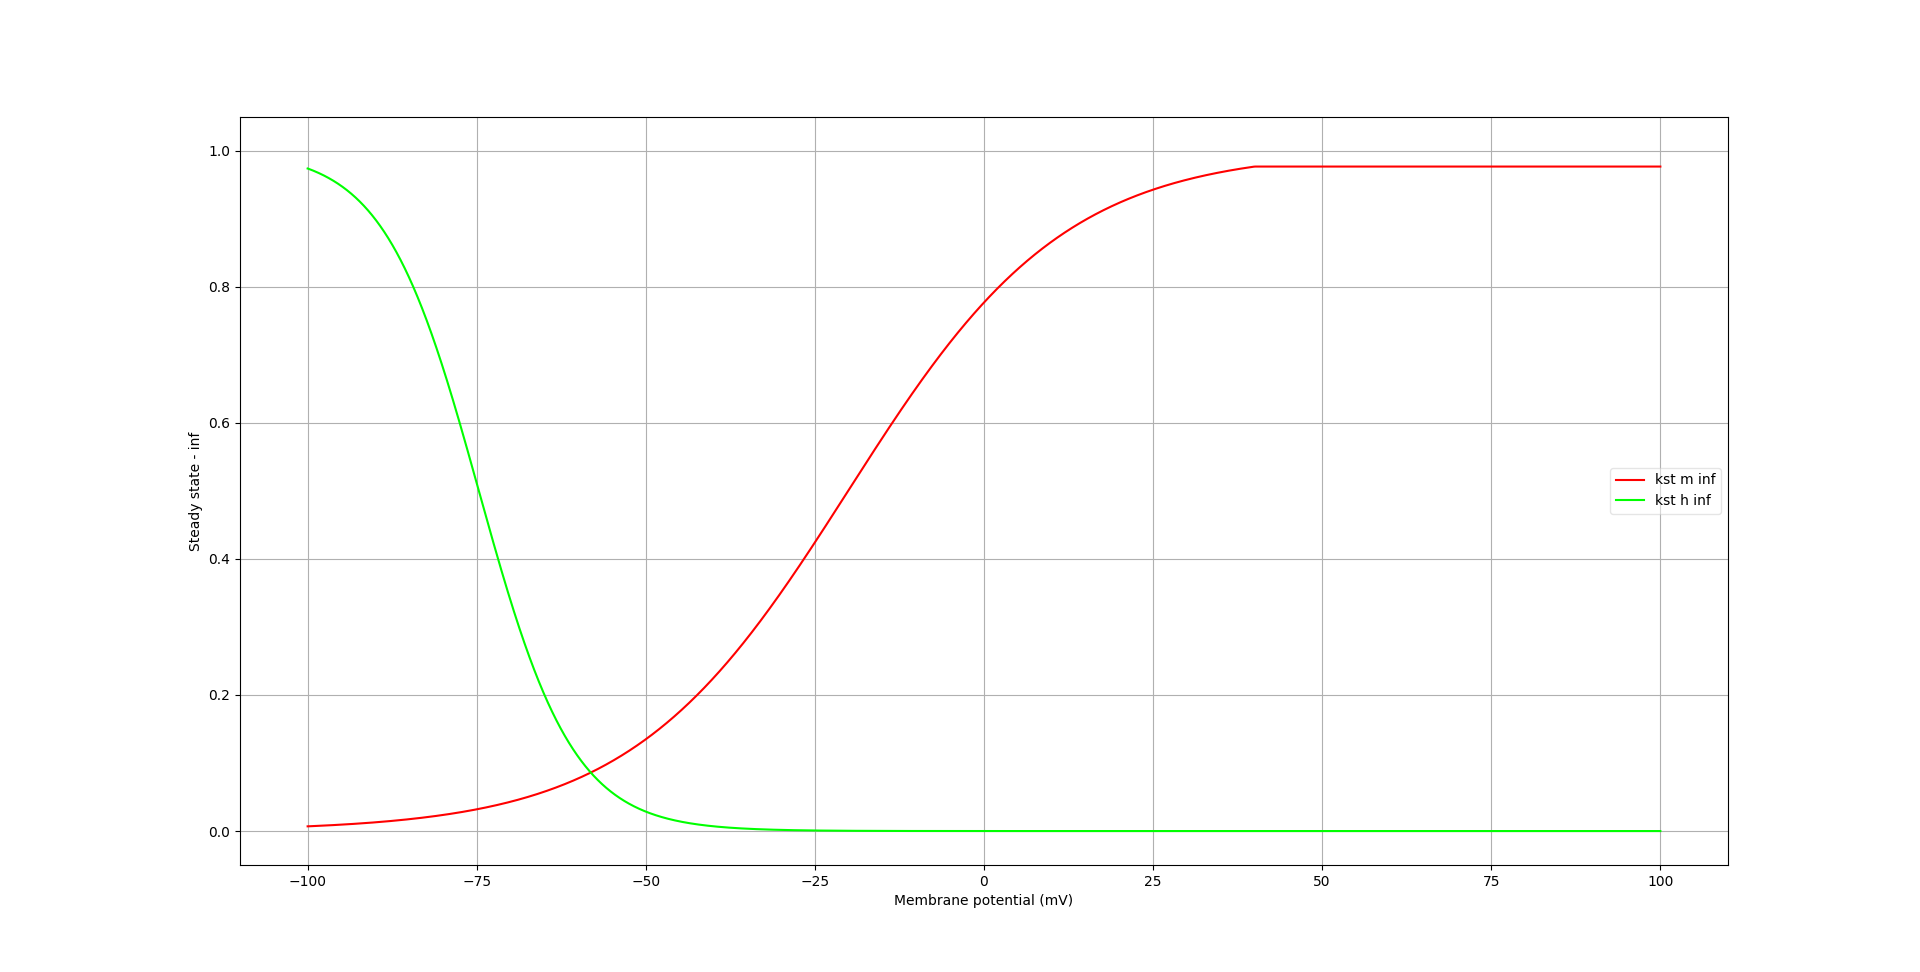 1.0
0.8
0.6
0.4
0.2
0.0
Steady state - inf
kst m inf
kst h inf
−100 −75 −50 −25 0 25 50 75 100
Membrane potential (mV)